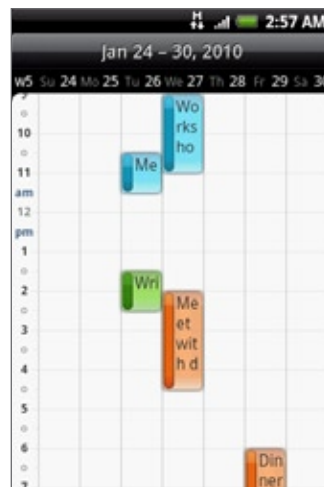 H 2:57 AM
Jan 24 – 30, 2010
w5 Su 24 Mo 25 Tu 26 We 27 Th 28 Fr 29 Sa
Wo
rks
ho
10
Me
11
am
12
pm
1
Wri
2
Me
et
wit
h d
3
4
5
6
Din
ner